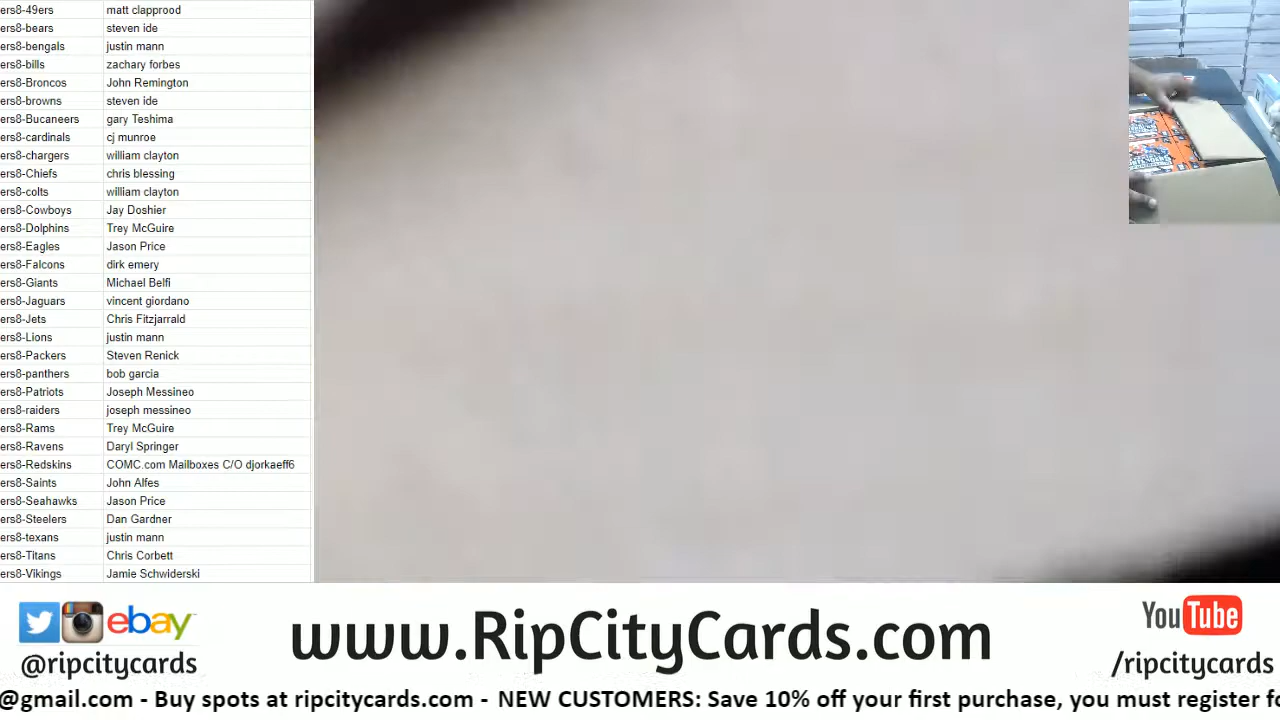 ers8-49ers matt clapprood
ers8-bears steven ide
ers8-bengals justin mann
ers8-bills zachary forbes
ers8-Broncos John Remington
ers8-browns steven ide
ers8-Bucaneers gary Teshima
ers8-cardinals cj munroe
ers8-chargers william clayton
ers8-Chiefs chris blessing
ers8-colts william clayton
ers8-Cowboys Jay Doshier
ers8-Dolphins Trey McGuire
ers8-Eagles Jason Price
ers8-Falcons dirk emery
ers8-Giants Michael Belfi
ers8-Jaguars vincent giordano
ers8-Jets Chris Fitzjarrald
ers8-Lions justin mann
ers8-Packers Steven Renick
ers8-panthers bob garcia
ers8-Patriots Joseph Messineo
ers8-raiders joseph messineo
ers8-Rams Trey McGuire
ers8-Ravens Daryl Springer
ers8-Redskins COMC.com Mailboxes C/O djorkaeff6
ers8-Saints John Alfes
ers8-Seahawks Jason Price
ers8-Steelers Dan Gardner
ers8-texans justin mann
ers8-Titans Chris Corbett
ers8-Vikings Jamie Schwiderski
ebay
@ripcitycards
www.RipCityCards.com
YouTube
/ripcitycards
@gmail.com - Buy spots at ripcitycards.com - NEW CUSTOMERS: Save 10% off your first purchase, you must register fo